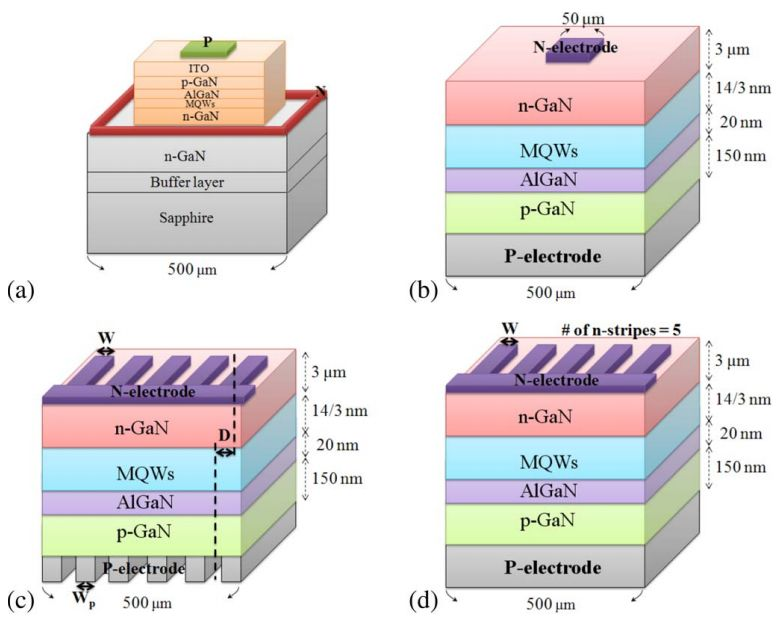 P
ITO
p-GaN
AlGaN
MQWs
n-GaN
N
n-GaN
Buffer layer
Sapphire
500 μm
(a)
50 μm
N-electrode
3 μm
n-GaN
14/3 nm
MQWs
20 nm
AlGaN
150 nm
p-GaN
P-electrode
500 μm
(b)
W
N-electrode
3 μm
n-GaN
14/3 nm
D
MQWs
20 nm
AlGaN
150 nm
p-GaN
P-electrode
Wp
500 μm
(c)
W
# of n-stripes = 5
N-electrode
3 μm
n-GaN
14/3 nm
MQWs
20 nm
AlGaN
150 nm
p-GaN
P-electrode
500 μm
(d)